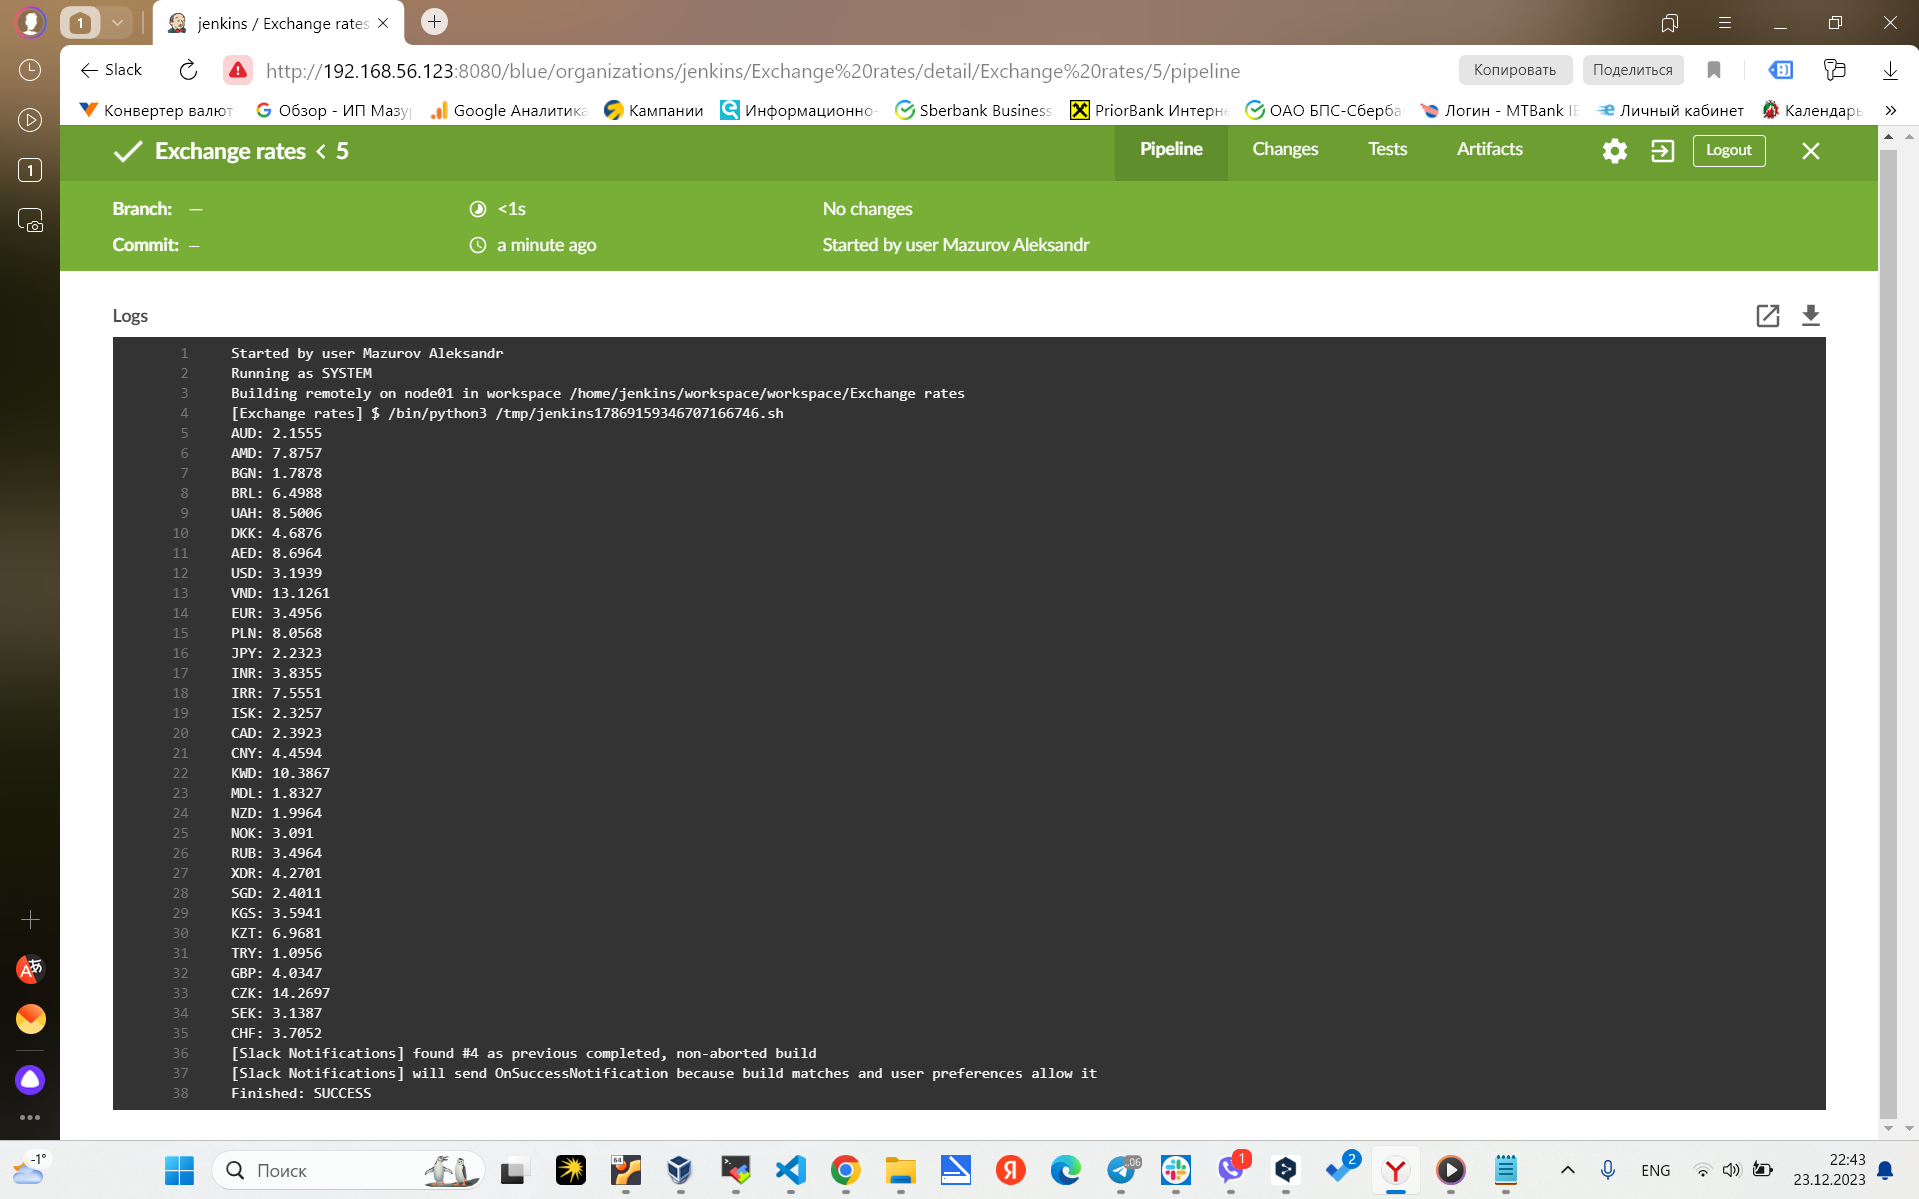 1
jenkins / Exchange rates
Slack
http://192.168.56.123:8080/blue/organizations/jenkins/Exchange%20rates/detail/Exchange%20rates/5/pipeline
Копировать
Поделиться
Конвертер валют
Обзор - ИП Мазу
Google Аналитика
Кампании
Информационно-
Sberbank Business
PriorBank Интерне
ОАО БПС-Сберба
Логин - MTBank
Личный кабинет
Календарь
»
1
Exchange rates < 5
Pipeline
Changes
Tests
Artifacts
Logout
Branch: —
<1s
No changes
Commit: –
a minute ago
Started by user Mazurov Aleksandr
Logs
1 Started by user Mazurov Aleksandr
2 Running as SYSTEM
3 Building remotely on node01 in workspace /home/jenkins/workspace/workspace/Exchange rates
4 [Exchange rates] $ /bin/python3 /tmp/jenkins17869159346707166746.sh
5 AUD: 2.1555
6 AMD: 7.8757
7 BGN: 1.7878
8 BRL: 6.4988
9 UAH: 8.5006
10 DKK: 4.6876
11 AED: 8.6964
12 USD: 3.1939
13 VND: 13.1261
14 EUR: 3.4956
15 PLN: 8.0568
16 JPY: 2.2323
17 INR: 3.8355
18 IRR: 7.5551
19 ISK: 2.3257
20 CAD: 2.3923
21 CNY: 4.4594
22 KWD: 10.3867
23 MDL: 1.8327
24 NZD: 1.9964
25 NOK: 3.091
26 RUB: 3.4964
27 XDR: 4.2701
28 SGD: 2.4011
29 KGS: 3.5941
30 KZT: 6.9681
31 TRY: 1.0956
32 GBP: 4.0347
33 CZK: 14.2697
34 SEK: 3.1387
35 CHF: 3.7052
36 [Slack Notifications] found #4 as previous completed, non-aborted build
37 [Slack Notifications] will send OnSuccessNotification because build matches and user preferences allow it
38 Finished: SUCCESS
-1°
Поиск
64
Я
1
2
Y
ENG
22:43
23.12.2023